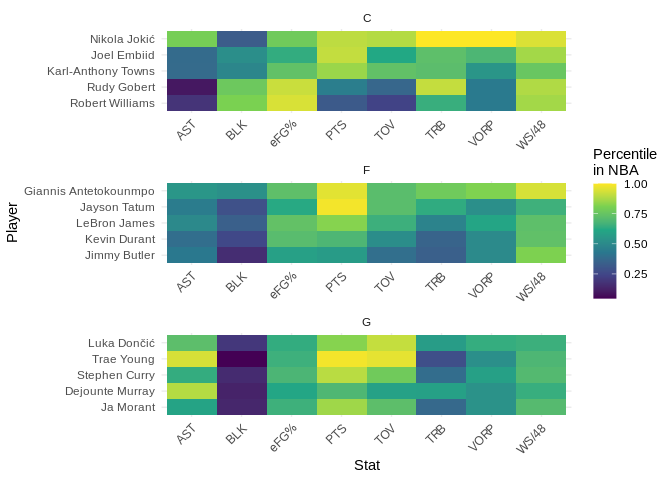 C
Nikola Jokić
Joel Embiid
Karl-Anthony Towns
Rudy Gobert
Robert Williams
AST BLK eFG% PTS TOV TRB VORP WS/48
F
Giannis Antetokounmpo
Jayson Tatum
LeBron James
Kevin Durant
Jimmy Butler
AST BLK eFG% PTS TOV TRB VORP WS/48
G
Luka Dončić
Trae Young
Stephen Curry
Dejounte Murray
Ja Morant
AST BLK eFG% PTS TOV TRB VORP WS/48
Stat
Player
Percentile
in NBA
1.00
0.75
0.50
0.25